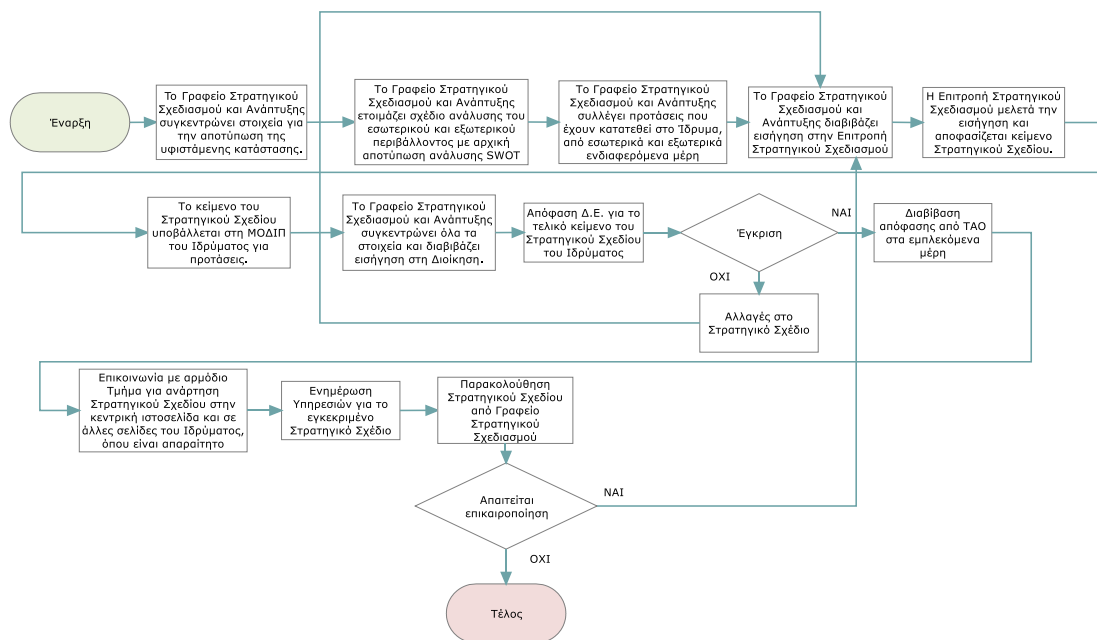 Έναρξη
Το Γραφείο Στρατηγικού
Σχεδιασμού και Ανάπτυξης
συγκεντρώνει στοιχεία για
την αποτύπωση της
υφιστάμενης κατάστασης.
Το Γραφείο Στρατηγικού
Σχεδιασμού και Ανάπτυξης
ετοιμάζει σχέδιο ανάλυσης του
εσωτερικού και εξωτερικού
περιβάλλοντος με αρχική
αποτύπωση ανάλυσης SWOT
Το Γραφείο Στρατηγικού
Σχεδιασμού και Ανάπτυξης
συλλέγει προτάσεις που
έχουν κατατεθεί στο Ίδρυμα,
από εσωτερικά και εξωτερικά
ενδιαφερόμενα μέρη
Το Γραφείο Στρατηγικού
Σχεδιασμού και
Ανάπτυξης διαβιβάζει
εισήγηση στην Επιτροπή
Στρατηγικού Σχεδιασμού
Η Επιτροπή Στρατηγικού
Σχεδιασμού μελετά την
εισήγηση και
αποφασίζεται κείμενο
Στρατηγικού Σχεδίου.
Το κείμενο του
Στρατηγικού Σχεδίου
υποβάλλεται στη ΜΟΔΙΠ
του Ιδρύματος για
προτάσεις.
Το Γραφείο Στρατηγικού
Σχεδιασμού και Ανάπτυξης
συγκεντρώνει όλα τα
στοιχεία και διαβιβάζει
εισήγηση στη Διοίκηση.
Απόφαση Δ.Ε. για το
τελικό κείμενο του
Στρατηγικού Σχεδίου
του Ιδρύματος
Έγκριση
ΝΑΙ
ΟΧΙ
Διαβίβαση
απόφασης από ΤΑΟ
στα εμπλεκόμενα
μέρη
Αλλαγές στο
Στρατηγικό Σχέδιο
Επικοινωνία με αρμόδιο
Τμήμα για ανάρτηση
Στρατηγικού Σχεδίου στην
κεντρική ιστοσελίδα και σε
άλλες σελίδες του Ιδρύματος,
όπου είναι απαραίτητο
Ενημέρωση
Υπηρεσιών για το
εγκεκριμένο
Στρατηγικό Σχέδιο
Παρακολούθηση
Στρατηγικού Σχεδίου
από Γραφείο
Στρατηγικού
Σχεδιασμού
Απαιτείται
επικαιροποίηση
ΝΑΙ
ΟΧΙ
Τέλος